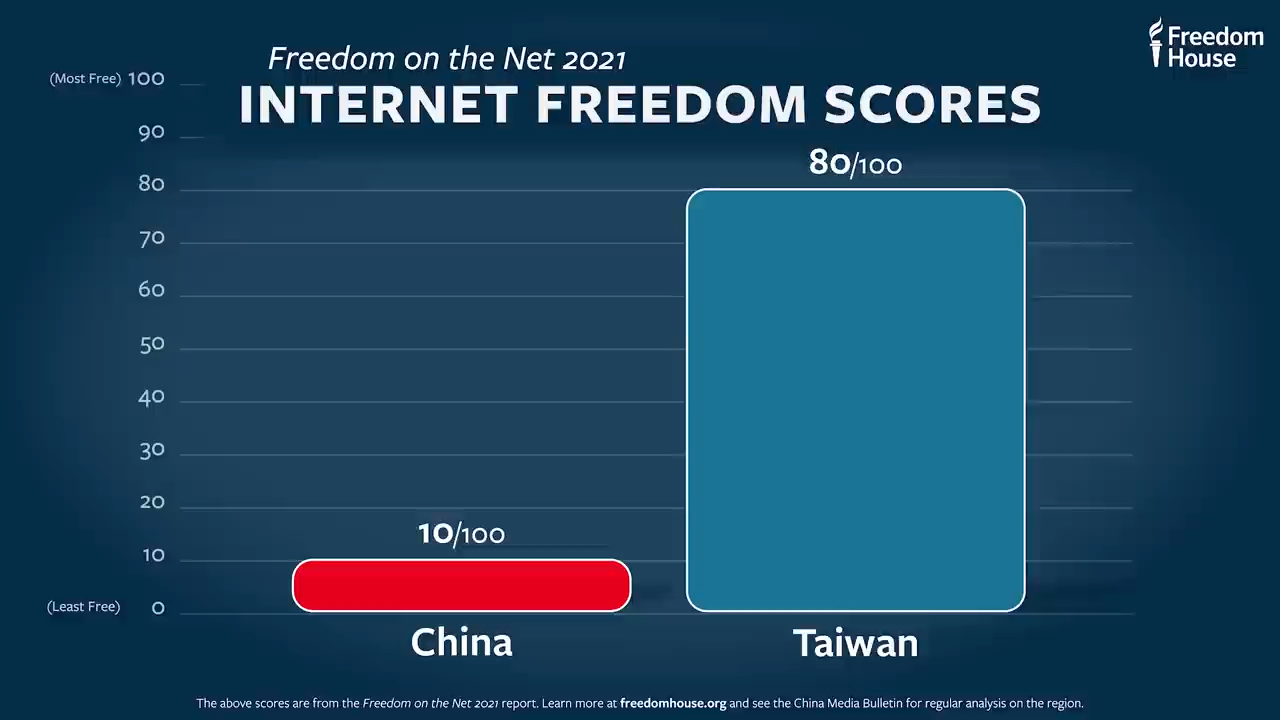 Freedom on the Net 2021
INTERNET FREEDOM SCORES
Freedom
House
(Most Free) 100
90
80
70
60
50
40
30
20
10
(Least Free) 0
10/100
80/100
China
Taiwan
The above scores are from the Freedom on the Net 2021 report. Learn more at freedomhouse.org and see the China Media Bulletin for regular analysis on the region.